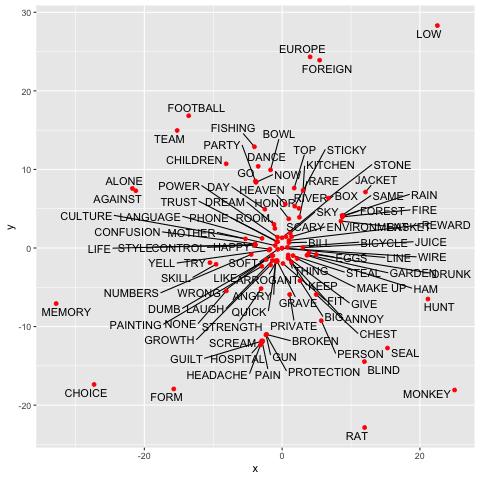 30
LOW
EUROPE
FOREIGN
20
FOOTBALL
TEAM
FISHING
BOWL
PARTY
DANCE
TOP
STICKY
CHILDREN
GO
NOW
KITCHEN
STONE
10
ALONE
POWER
DAY
HEAVEN
RARE
JACKET
AGAINST
TRUST
DREAM
HONOR
RIVER
BOX
SAME
RAIN
CULTURE
LANGUAGE
PHONE
ROOM
SKY
FOREST
FIRE
CONFUSION
MOTHER
SCARY
ENVIRONMENT
REWARD
y
0
LIFE
STYLE
CONTROL
HAPPY
BILL
BICYCLE
JUICE
YELL
TRY
SOFT
EGGS
LINE
WIRE
SKILL
LIKE
ARROGANT
THING
STEAL
GARDEN
DRUNK
NUMBERS
WRONG
ANGRY
KEEP
MAKE UP
HAM
MEMORY
DUMB
LAUGH
QUICK
GRAVE
FIT
GIVE
HUNT
-10
PAINTING
NONE
STRENGTH
PRIVATE
BIG
ANNOY
GROWTH
SCREAM
BROKEN
CHEST
GUILT
HOSPITAL
GUN
PERSON
SEAL
CHOICE
HEADACHE
PAIN
PROTECTION
BLIND
FORM
MONKEY
-20
RAT
-20
0
20
x